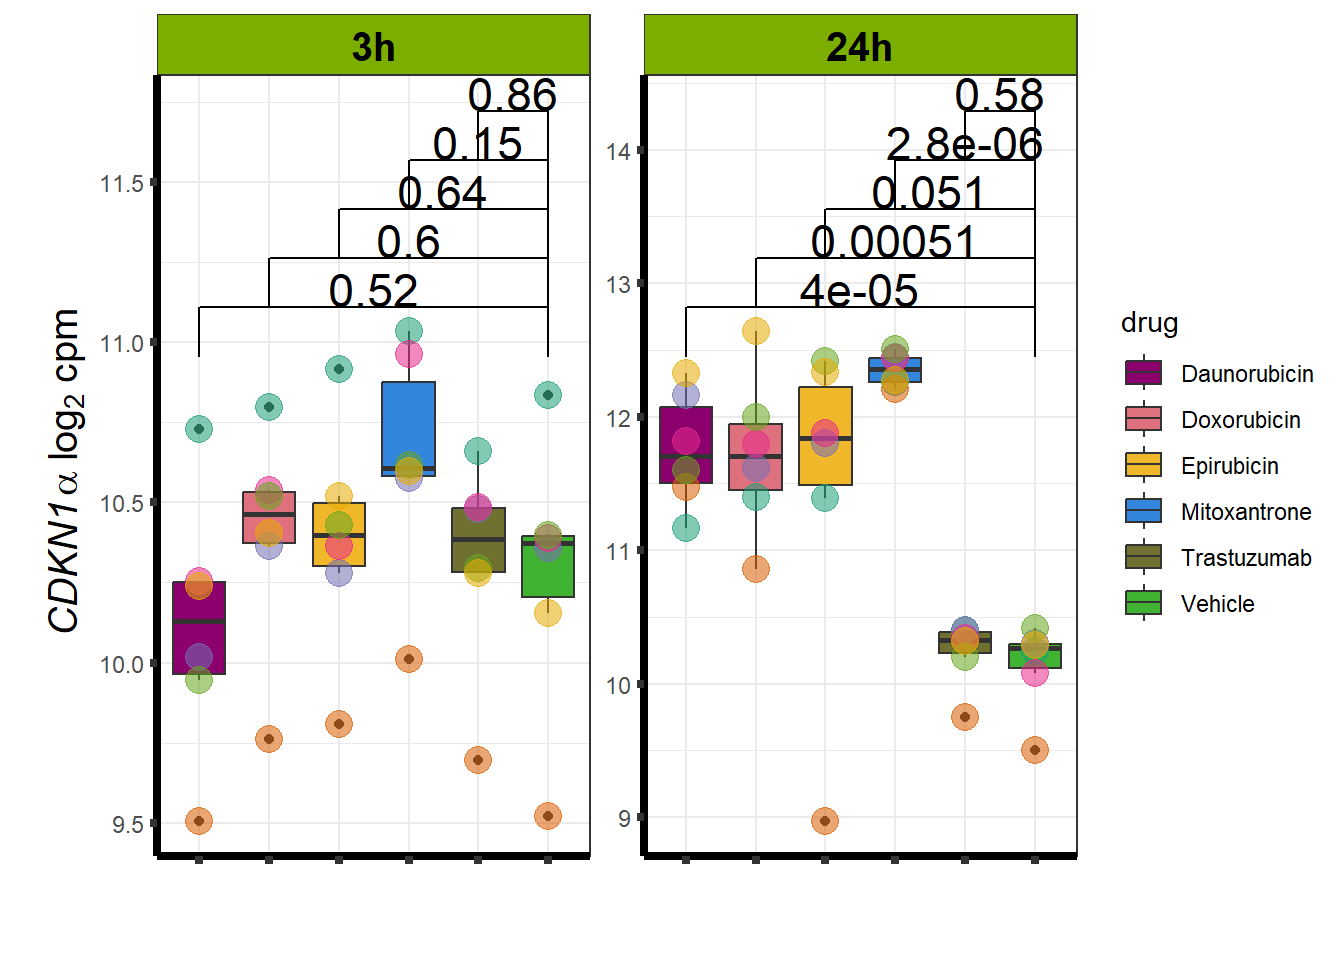 3h
24h
0.86
0.15
0.64
0.6
0.52
11.5
11.0
10.5
10.0
9.5
0.58
2.8e-06
0.051
0.00051
4e-05
14
13
12
11
10
9
CDKN1 α log2 cpm
drug
Daunorubicin
Doxorubicin
Epirubicin
Mitoxantrone
Trastuzumab
Vehicle